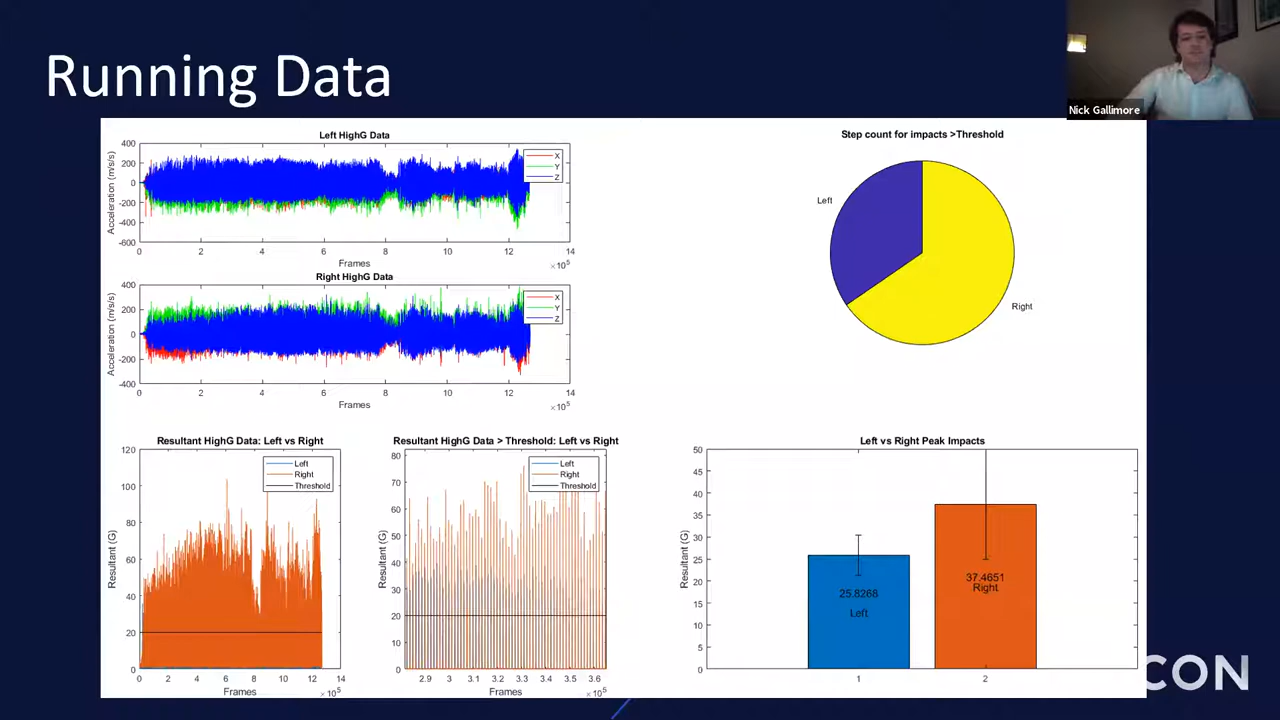 Running Data
Nick Gallimore
Left HighG Data
Acceleration (m/s/s)
400
200
0
-200
-400
-600
X
Y
Z
0 2 4 6 8 10 12 14
×10^5
Frames
Right HighG Data
Acceleration (m/s/s)
400
200
0
-200
-400
X
Y
Z
0 2 4 6 8 10 12 14
×10^5
Frames
Step count for impacts >Threshold
Left
Right
Resultant HighG Data: Left vs Right
Resultant (G)
120
100
80
60
40
20
0
Left
Right
Threshold
0 2 4 6 8 10 12 14
×10^5
Frames
Resultant HighG Data > Threshold: Left vs Right
Resultant (G)
80
70
60
50
40
30
20
10
0
Left
Right
Threshold
2.9 3 3.1 3.2 3.3 3.4 3.5 3.6
×10^5
Frames
Left vs Right Peak Impacts
Resultant (G)
50
45
40
35
30
25
20
15
10
5
0
25.8268
Left
37.4651
Right
1 2
CON